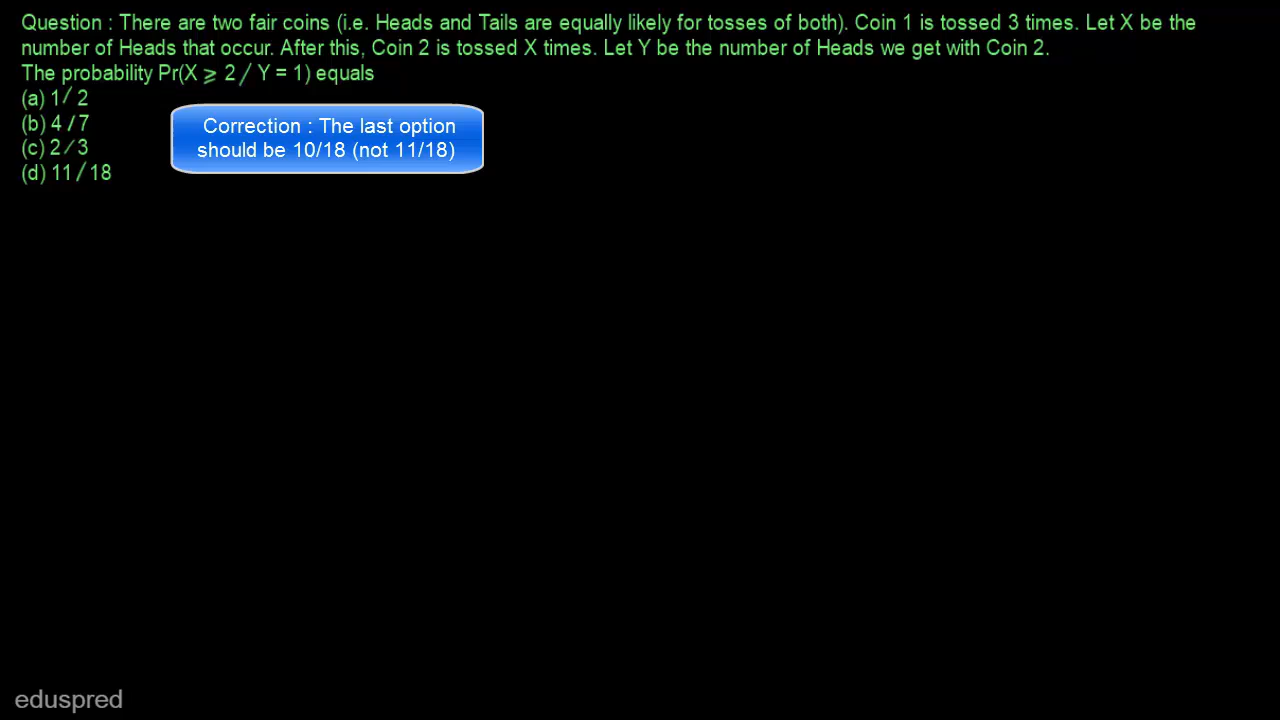 Question : There are two fair coins (i.e. Heads and Tails are equally likely for tosses of both). Coin 1 is tossed 3 times. Let X be the
number of Heads that occur. After this, Coin 2 is tossed X times. Let Y be the number of Heads we get with Coin 2.
The probability Pr(X ⩾ 2 / Y = 1) equals
(a) 1 / 2
(b) 4 / 7
(c) 2 / 3
(d) 11 / 18
Correction : The last option
should be 10/18 (not 11/18)
eduspred